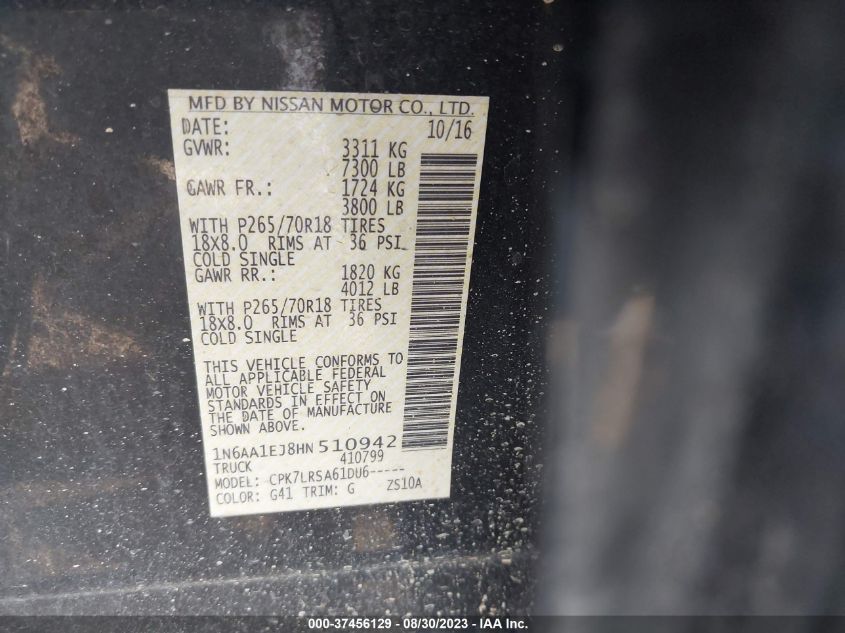 MFD BY NISSAN MOTOR CO., LTD.
DATE: 10/16
GVWR: 3311 KG
7300 LB
GAWR FR.: 1724 KG
3800 LB
WITH P265/70R18 TIRES
18X8.0 RIMS AT 36 PSI
COLD SINGLE
GAWR RR.: 1820 KG
4012 LB
WITH P265/70R18 TIRES
18X8.0 RIMS AT 36 PSI
COLD SINGLE
THIS VEHICLE CONFORMS TO
ALL APPLICABLE FEDERAL
MOTOR VEHICLE SAFETY
STANDARDS IN EFFECT ON
THE DATE OF MANUFACTURE
SHOWN ABOVE.
1N6AA1EJ8HN510942
TRUCK 410799
MODEL: CPK7LRSA61DU6-----
COLOR: G41 TRIM: G ZS10A
000-37456129 - 08/30/2023 - IAA Inc.